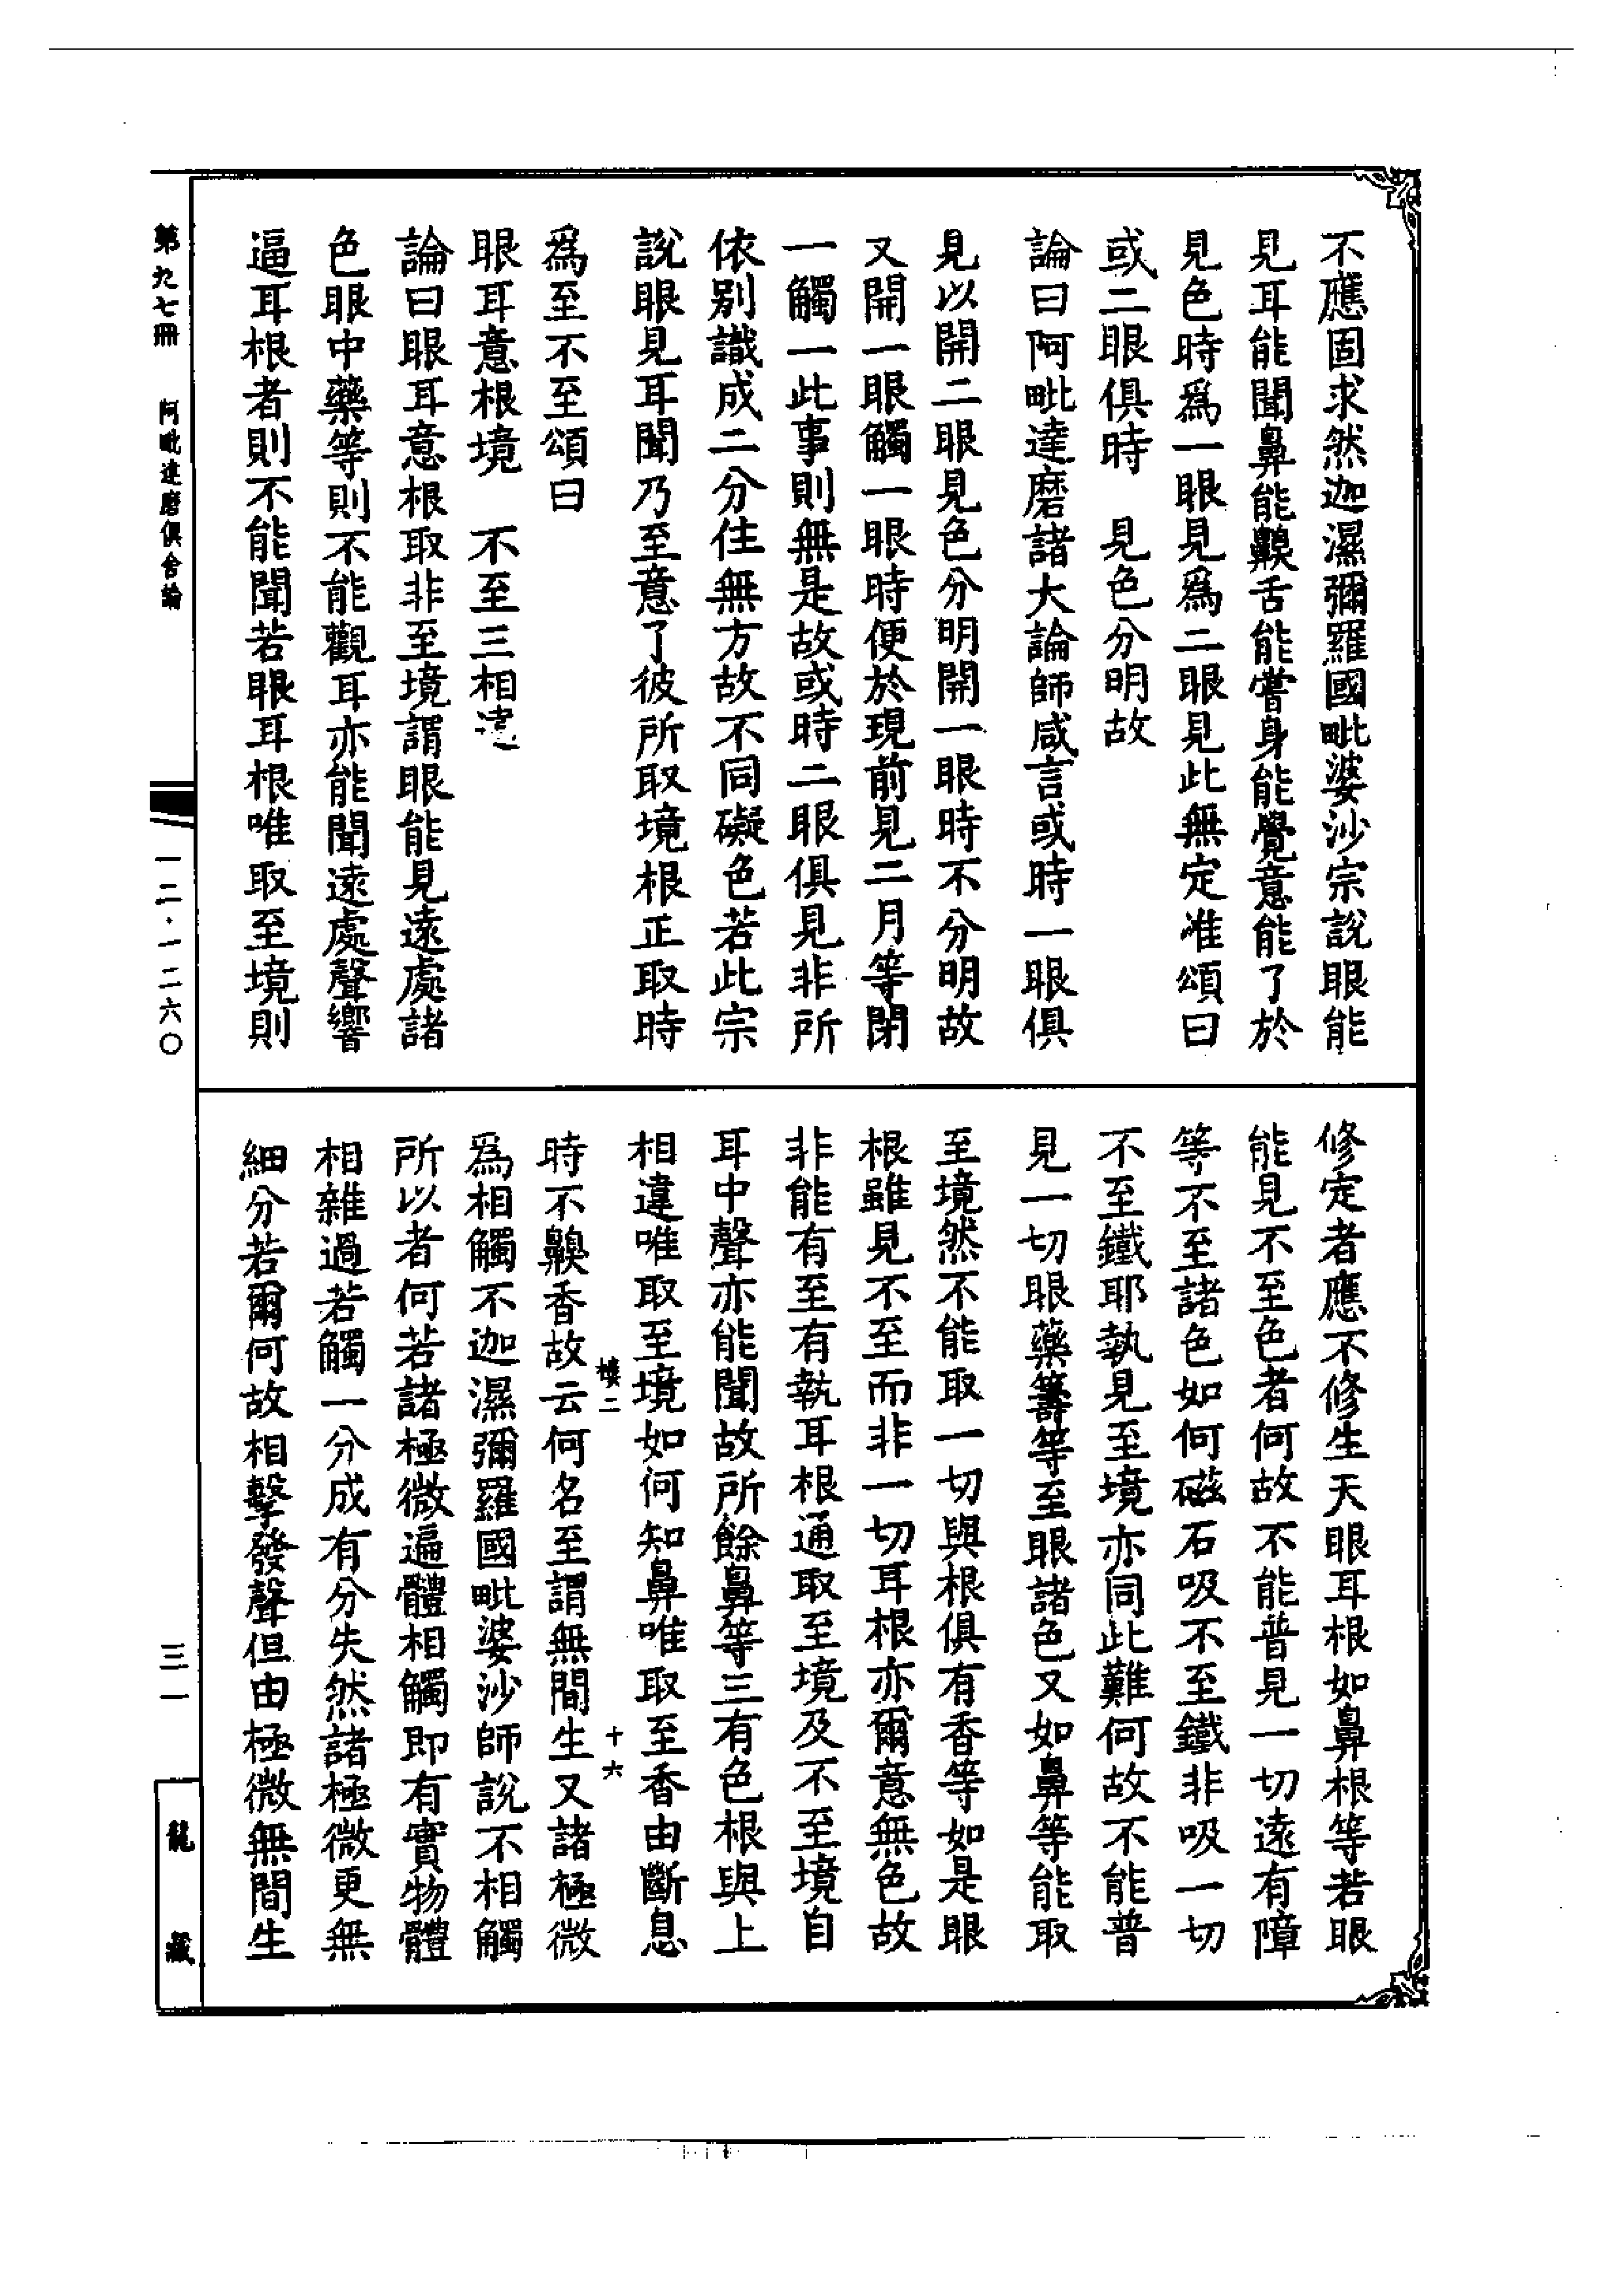 不應固求然迦濕彌羅國毗婆沙宗說眼能
見耳能聞鼻能齅舌能嘗身能覺意能了於
見色時爲一眼見爲二眼見此無定准頌曰
或二眼俱時　見色分明故
論曰阿毗達磨諸大論師咸言或時一眼俱
見以開二眼見色分明開一眼時不分明故
又開一眼觸一眼時便於現前見二月等閉
一觸一此事則無是故或時二眼俱見非所
依別識成二分住無方故不同礙色若此宗
說眼見耳聞乃至意了彼所取境根正取時
爲至不至頌曰
眼耳意根境　不至三相違
論曰眼耳意根取非至境謂眼能見遠處諸
色眼中藥等則不能觀耳亦能聞遠處聲響
逼耳根者則不能聞若眼耳根唯取至境則
修定者應不修生天眼耳根如鼻根等若眼
能見不至色者何故不能普見一切遠有障
等不至諸色如何磁石吸不至鐵非吸一切
不至鐵耶執見至境亦同此難何故不能普
見一切眼藥籌等至眼諸色又如鼻等能取
至境然不能取一切與根俱有香等如是眼
根雖見不至而非一切耳根亦爾意無色故
非能有至有執耳根通取至境及不至境自
耳中聲亦能聞故所餘鼻等三有色根與上
相違唯取至境如何知鼻唯取至香由斷息
樓二　十六
時不齅香故云何名至謂無間生又諸極微
爲相觸不迦濕彌羅國毗婆沙師說不相觸
所以者何若諸極微遍體相觸即有實物體
相雜過若觸一分成有分失然諸極微更無
細分若爾何故相擊發聲但由極微無間生
第九七冊　阿毗達磨俱舍論
一二·一二六〇
三一
龍藏